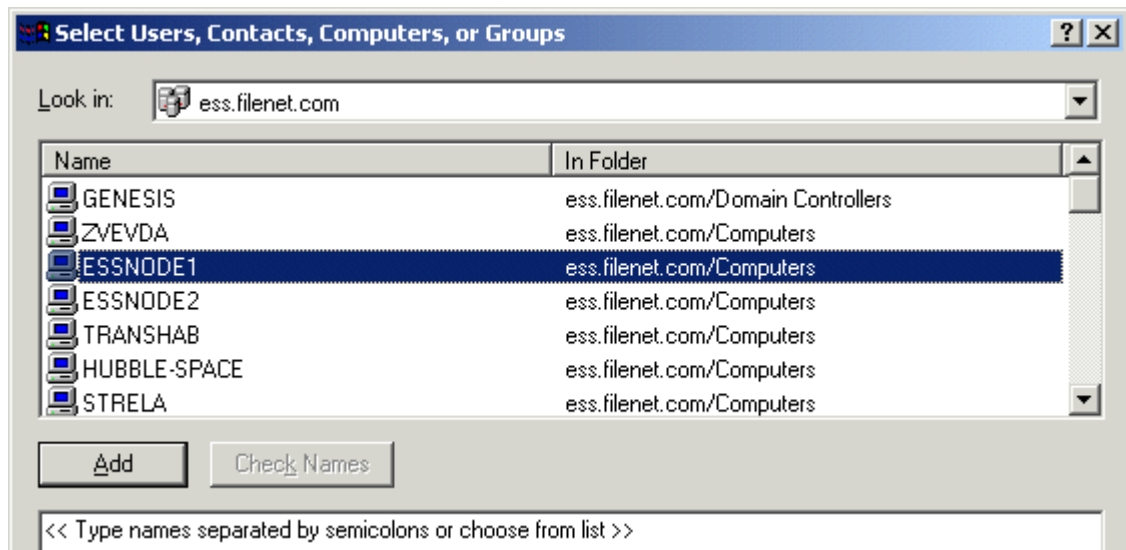 Select Users, Contacts, Computers, or Groups
Look in: ess.filenet.com
Name In Folder
GENESIS ess.filenet.com/Domain Controllers
ZVEVDA ess.filenet.com/Computers
ESSNODE1 ess.filenet.com/Computers
ESSNODE2 ess.filenet.com/Computers
TRANSHAB ess.filenet.com/Computers
HUBBLE-SPACE ess.filenet.com/Computers
STRELA ess.filenet.com/Computers
Add Check Names
<< Type names separated by semicolons or choose from list >>